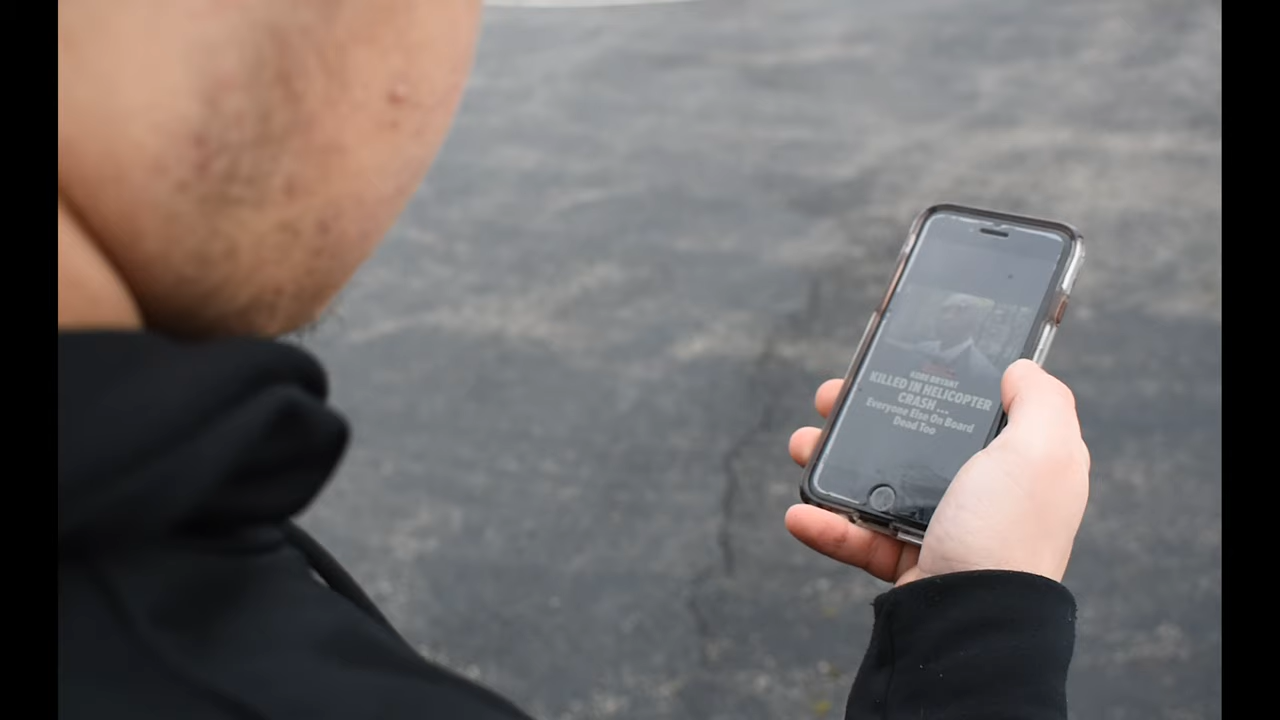 KOBE BRYANT
KILLED IN HELICOPTER
CRASH ...
Everyone Else On Board
Dead Too